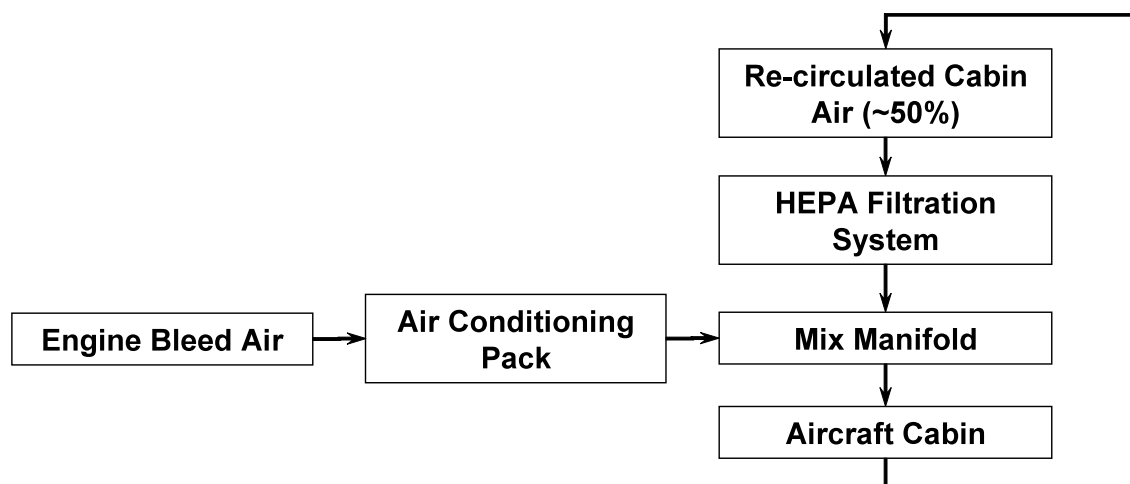 Re-circulated Cabin
Air (~50%)
HEPA Filtration
System
Engine Bleed Air
Air Conditioning
Pack
Mix Manifold
Aircraft Cabin